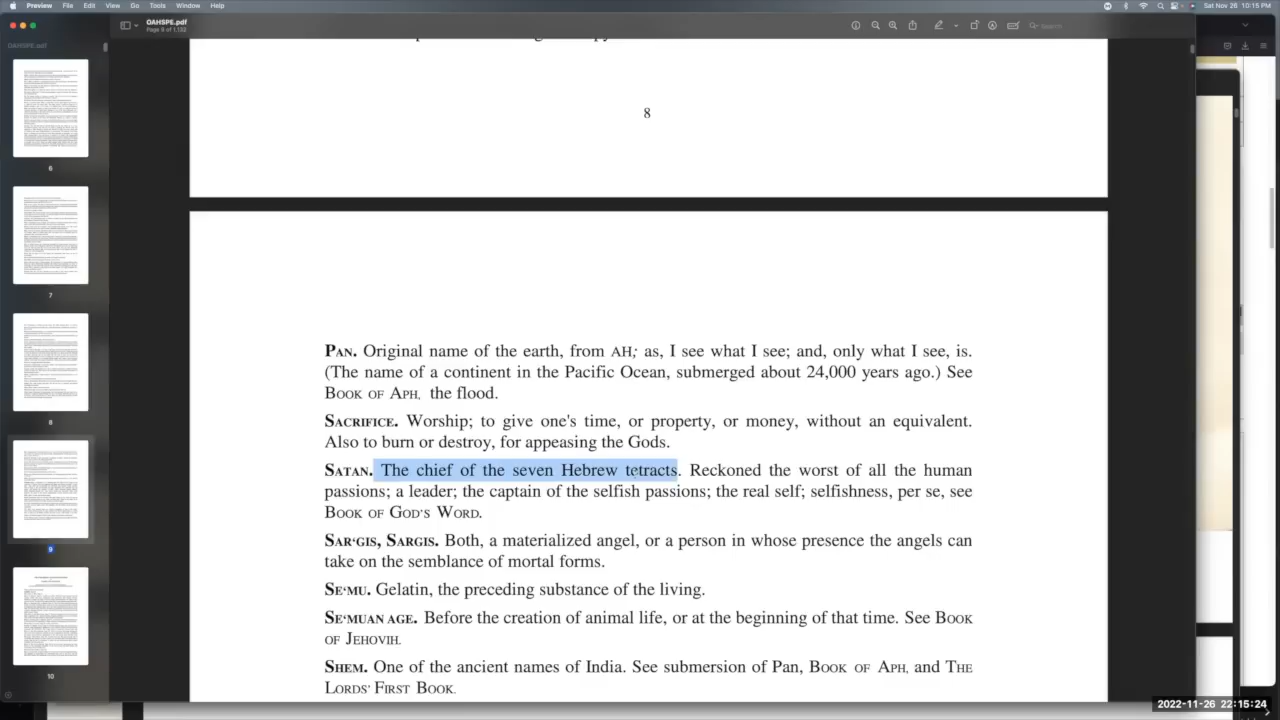 Preview File Edit View Go Tools Window Help
Sat Nov 26 10:15 PM
OAHSPE.pdf
Page 9 of 1,132
Search
OAHSPE.pdf
6
7
8
9
10
8
PAN. Original name of the earth, from AH, as, I see what I see; and, only what I see, is.
(The name of a continent in the Pacific Ocean, submerged about 24,000 years ago.) See
BOOK OF APH, the flood.
SACRIFICE. Worship; to give one's time, or property, or money, without an equivalent.
Also to burn or destroy, for appeasing the Gods.
SATAN. The chief of the seven Hebrew tetracts. Reckoned the worst of all the human
passions; a leader; captain of the selfish passions; self; selfishness, per se, see
BOOK OF GOD'S WORD.
SAR'GIS, SARGIS. Both, a materialized angel, or a person in whose presence the angels can
take on the semblance of mortal forms.
SE'MU. Gelatin, the preceding substance of the living.
Before the creation of animal life, or at the beginning of that time. See BOOK
OF JEHOVIH.
SHEM. One of the ancient names of India. See submersion of Pan, BOOK OF APH, and THE
LORDS' FIRST BOOK.
2022-11-26 22:15:24